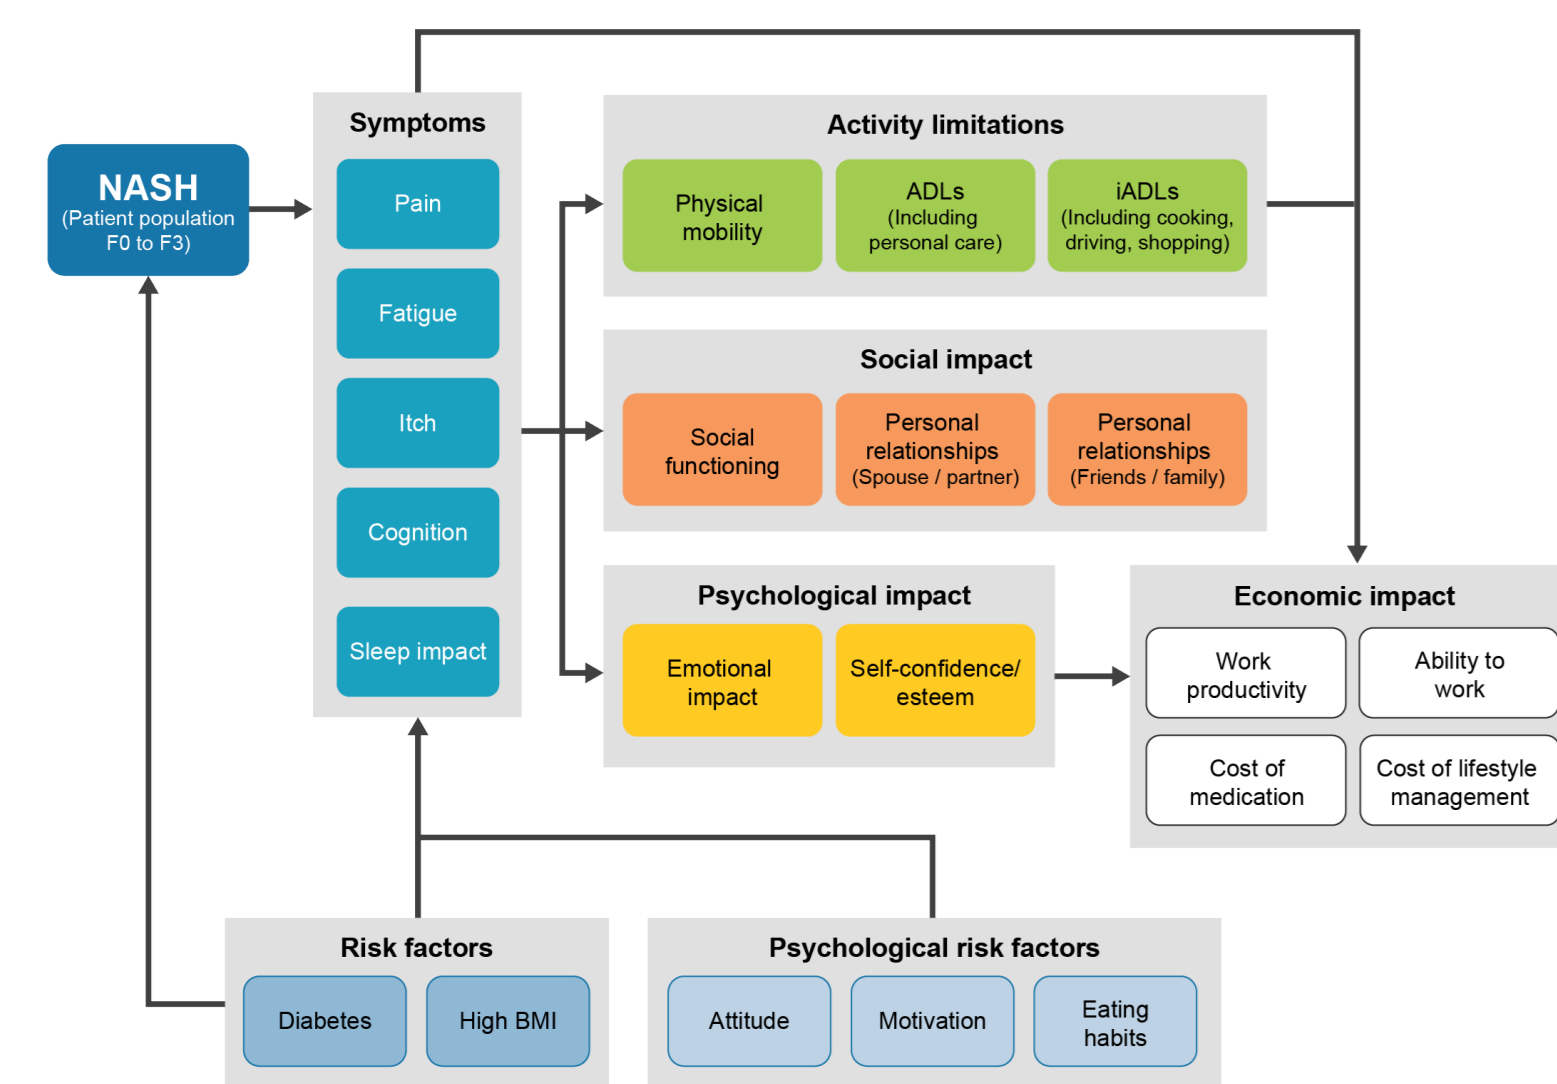 NASH
(Patient population
F0 to F3)
Symptoms
Pain
Fatigue
Itch
Cognition
Sleep impact
Activity limitations
Physical
mobility
ADLs
(Including
personal care)
iADLs
(Including cooking,
driving, shopping)
Social impact
Social
functioning
Personal
relationships
(Spouse / partner)
Personal
relationships
(Friends / family)
Psychological impact
Emotional
impact
Self-confidence/
esteem
Economic impact
Work
productivity
Ability to
work
Cost of
medication
Cost of lifestyle
management
Risk factors
Diabetes
High BMI
Psychological risk factors
Attitude
Motivation
Eating
habits